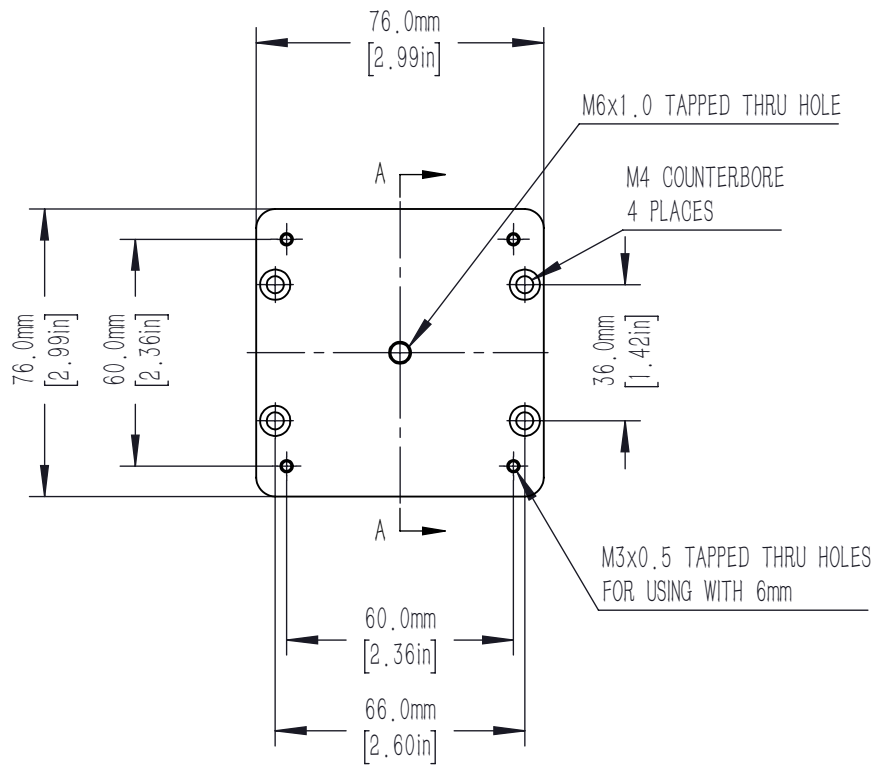 76.0mm
[2.99in]
M6x1.0 TAPPED THRU HOLE
A
M4 COUNTERBORE
4 PLACES
76.0mm
[2.99in]
60.0mm
[2.36in]
36.0mm
[1.42in]
A
M3x0.5 TAPPED THRU HOLES
FOR USING WITH 6mm
60.0mm
[2.36in]
66.0mm
[2.60in]